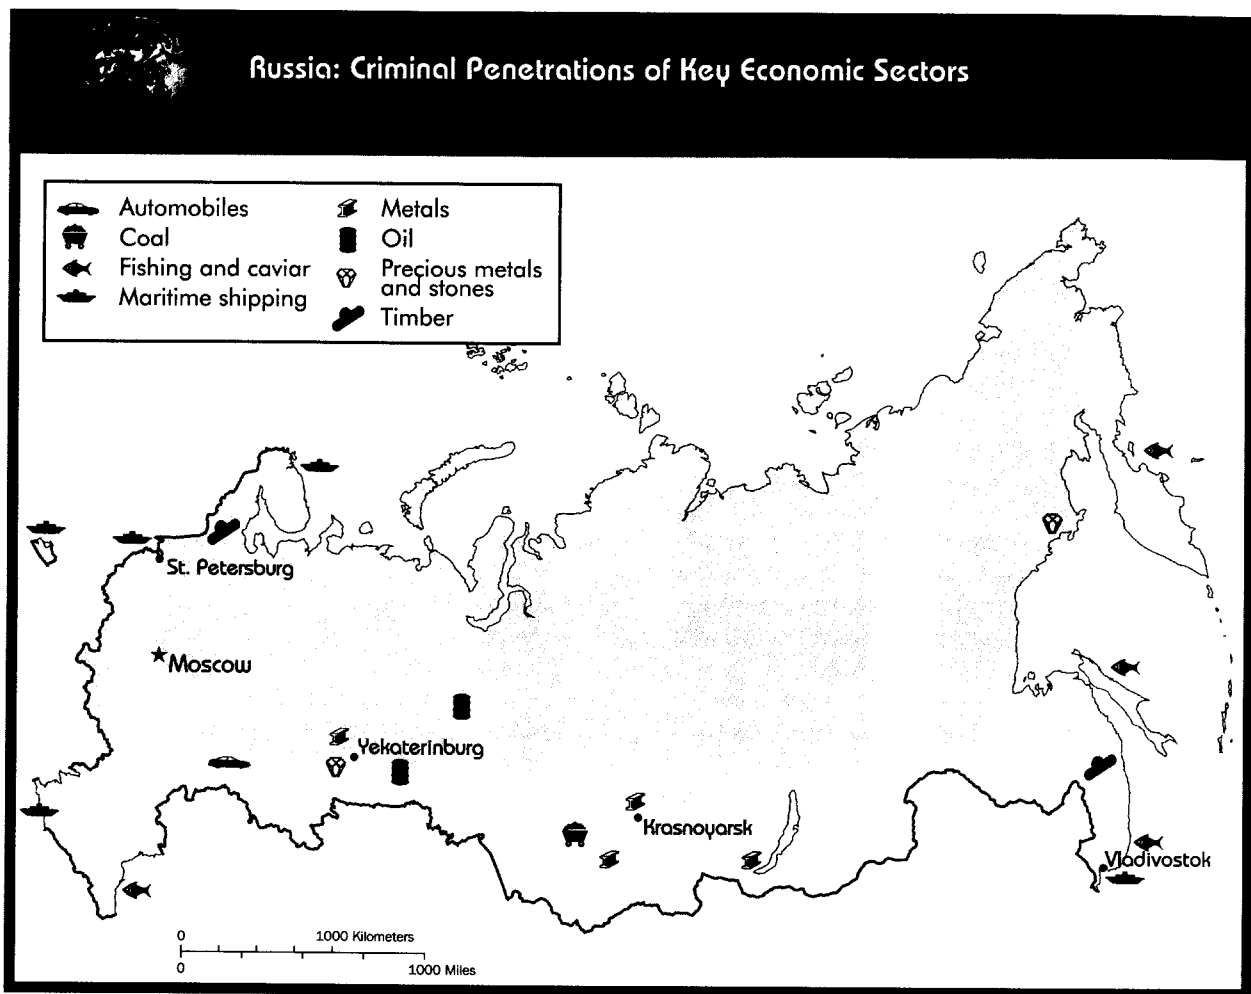 Russia: Criminal Penetrations of Key Economic Sectors
Automobiles
Coal
Fishing and caviar
Maritime shipping
Metals
Oil
Precious metals
and stones
Timber
St. Petersburg
Moscow
Yekaterinburg
Krasnoyarsk
Vladivostok
0 1000 Kilometers
0 1000 Miles